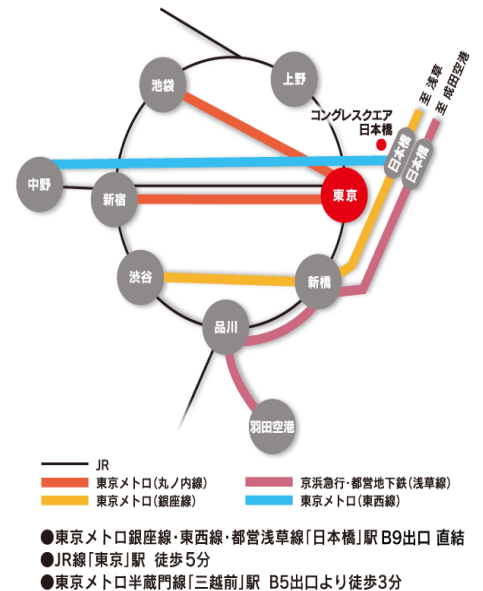 至 浅草
至 成田空港
池袋
上野
コングレスクエア
日本橋
日本橋
日本橋
中野
新宿
東京
渋谷
新橋
品川
羽田空港
JR
東京メトロ(丸ノ内線)
京浜急行・都営地下鉄(浅草線)
東京メトロ(銀座線)
東京メトロ(東西線)
●東京メトロ銀座線・東西線・都営浅草線「日本橋」駅 B9出口 直結
●JR線「東京」駅 徒歩5分
●東京メトロ半蔵門線「三越前」駅 B5出口より徒歩3分